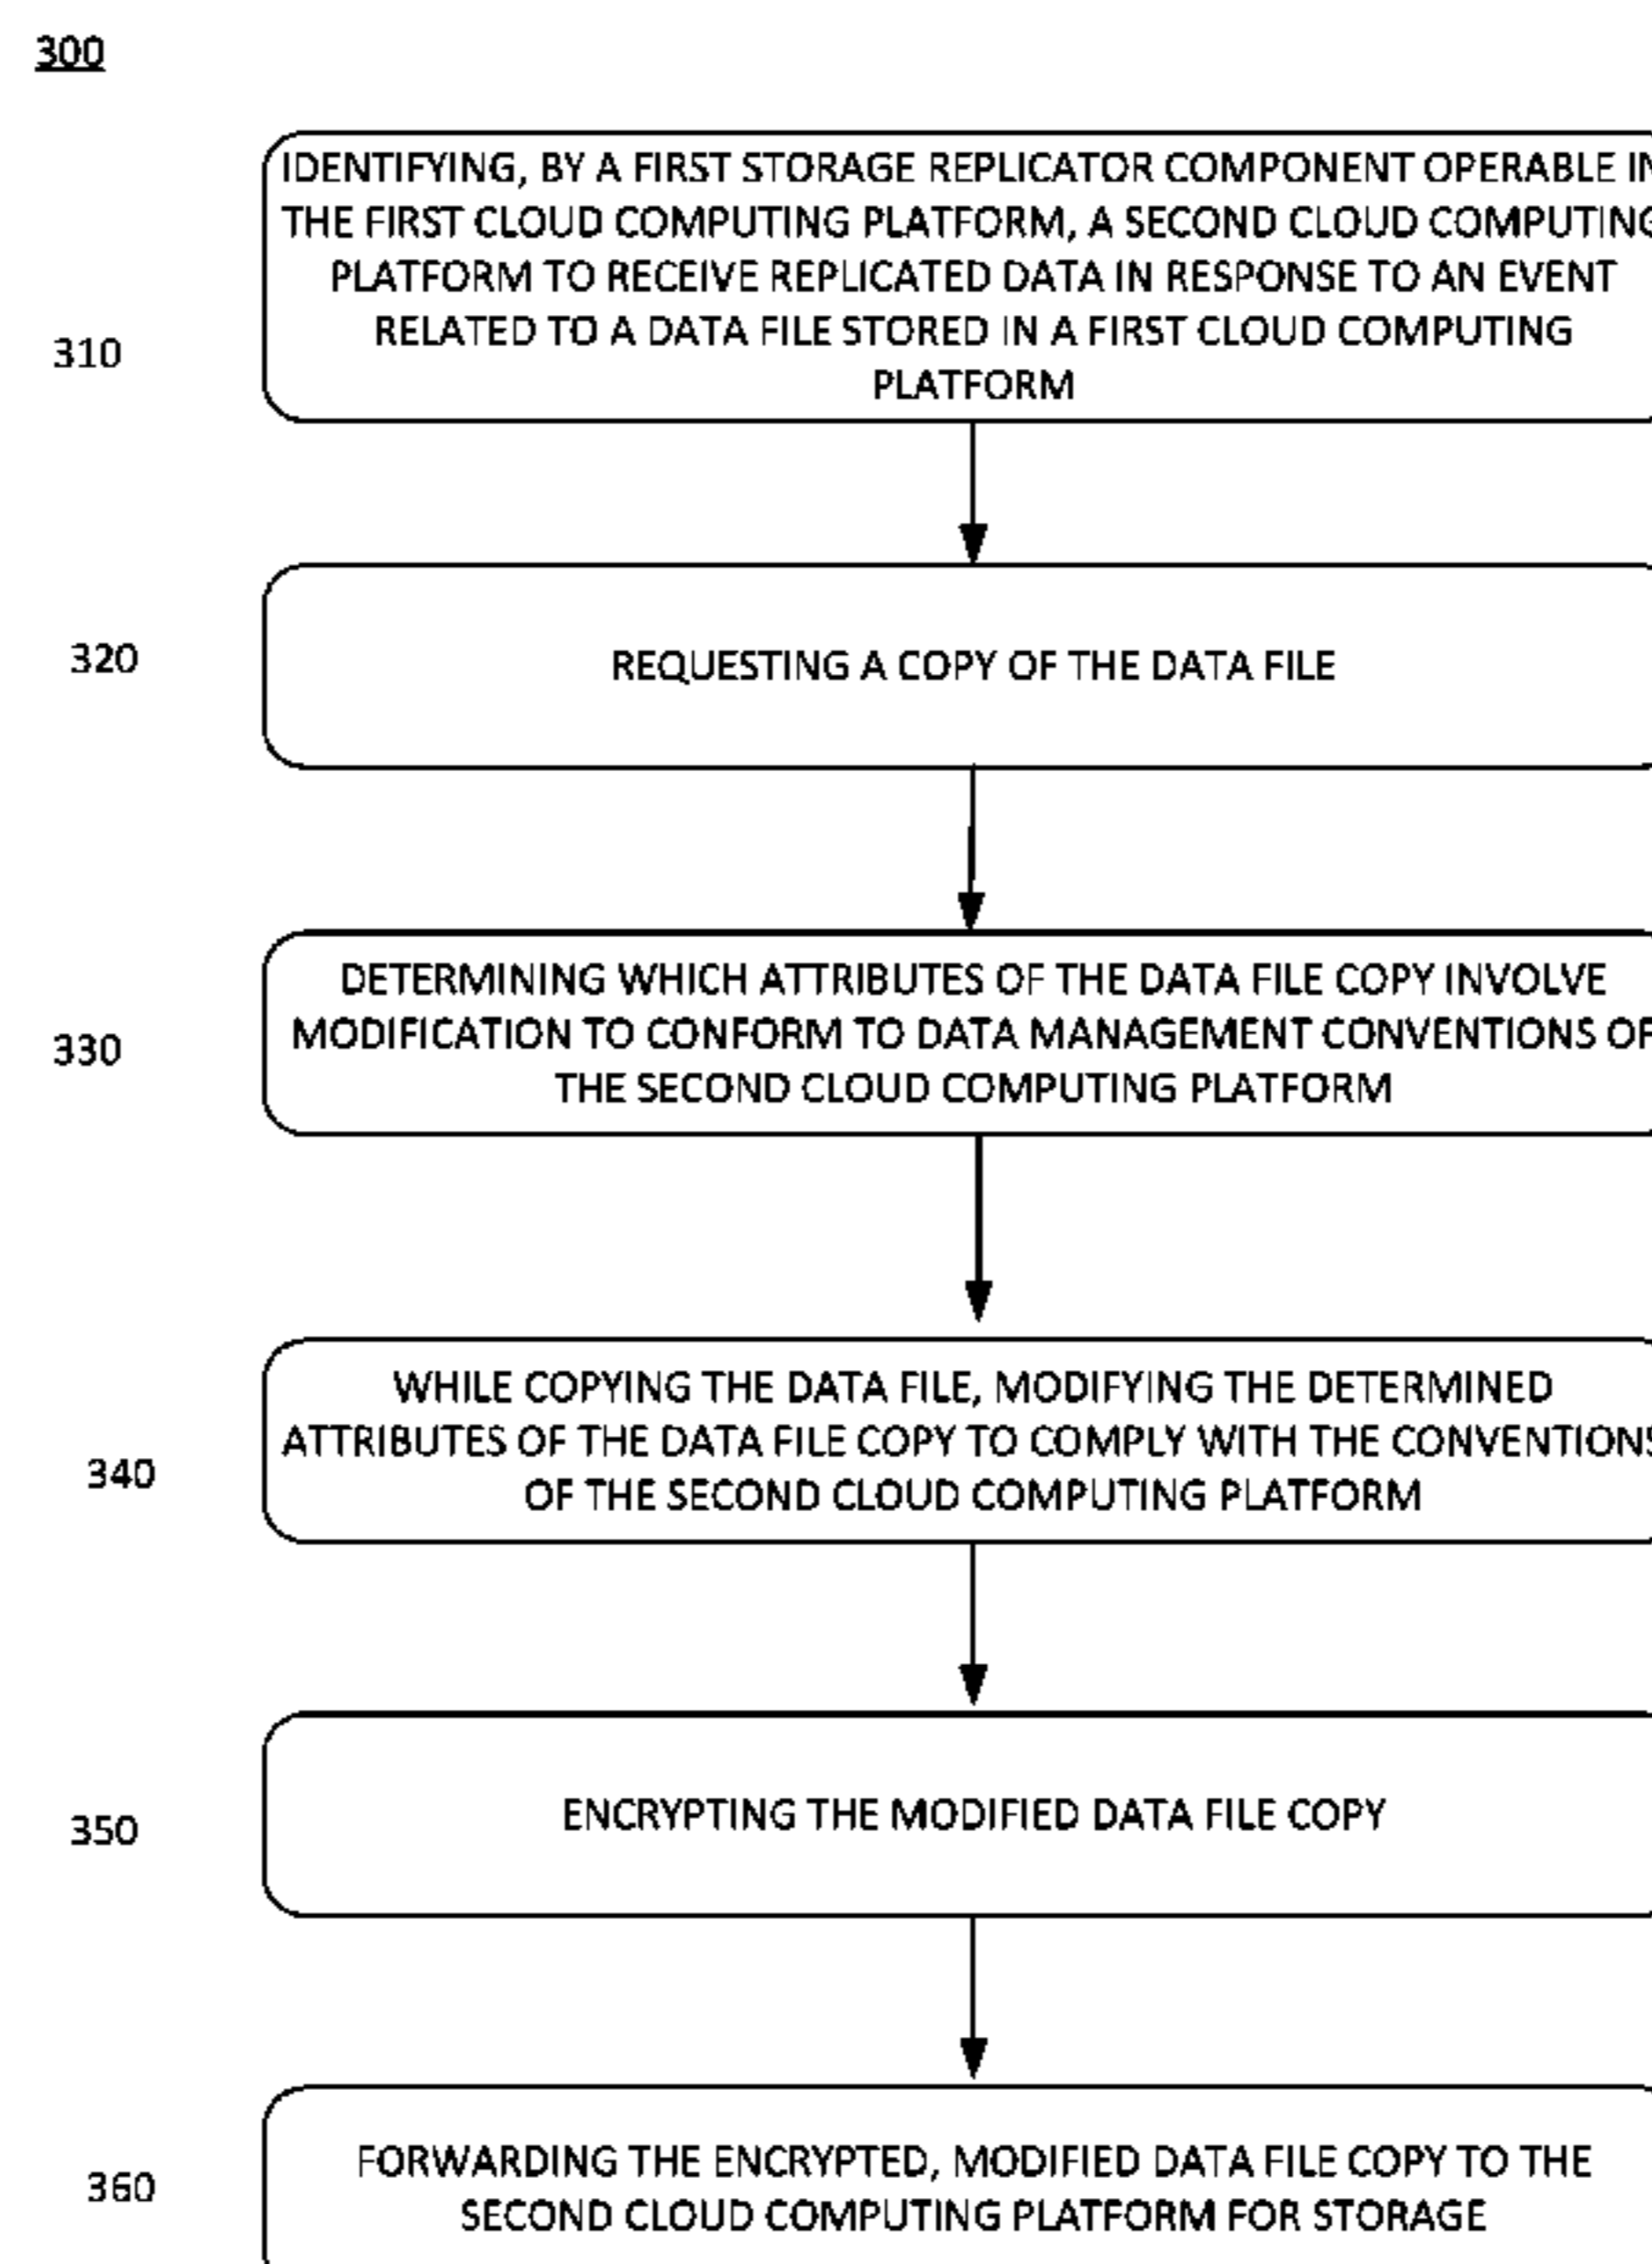 300
IDENTIFYING, BY A FIRST STORAGE REPLICATOR COMPONENT OPERABLE IN
THE FIRST CLOUD COMPUTING PLATFORM, A SECOND CLOUD COMPUTING
PLATFORM TO RECEIVE REPLICATED DATA IN RESPONSE TO AN EVENT
RELATED TO A DATA FILE STORED IN A FIRST CLOUD COMPUTING
PLATFORM
310
320
REQUESTING A COPY OF THE DATA FILE
330
DETERMINING WHICH ATTRIBUTES OF THE DATA FILE COPY INVOLVE
MODIFICATION TO CONFORM TO DATA MANAGEMENT CONVENTIONS OF
THE SECOND CLOUD COMPUTING PLATFORM
340
WHILE COPYING THE DATA FILE, MODIFYING THE DETERMINED
ATTRIBUTES OF THE DATA FILE COPY TO COMPLY WITH THE CONVENTIONS
OF THE SECOND CLOUD COMPUTING PLATFORM
350
ENCRYPTING THE MODIFIED DATA FILE COPY
360
FORWARDING THE ENCRYPTED, MODIFIED DATA FILE COPY TO THE
SECOND CLOUD COMPUTING PLATFORM FOR STORAGE